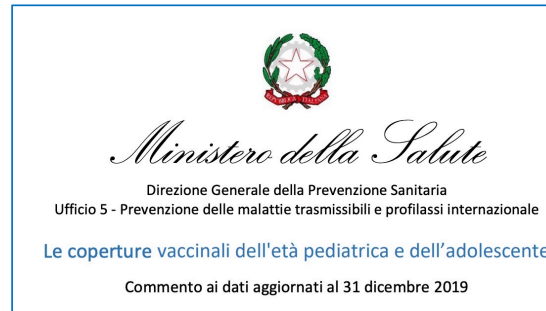 Ministero della Salute
Direzione Generale della Prevenzione Sanitaria
Ufficio 5 - Prevenzione delle malattie trasmissibili e profilassi internazionale
Le coperture vaccinali dell'età pediatrica e dell’adolescente
Commento ai dati aggiornati al 31 dicembre 2019